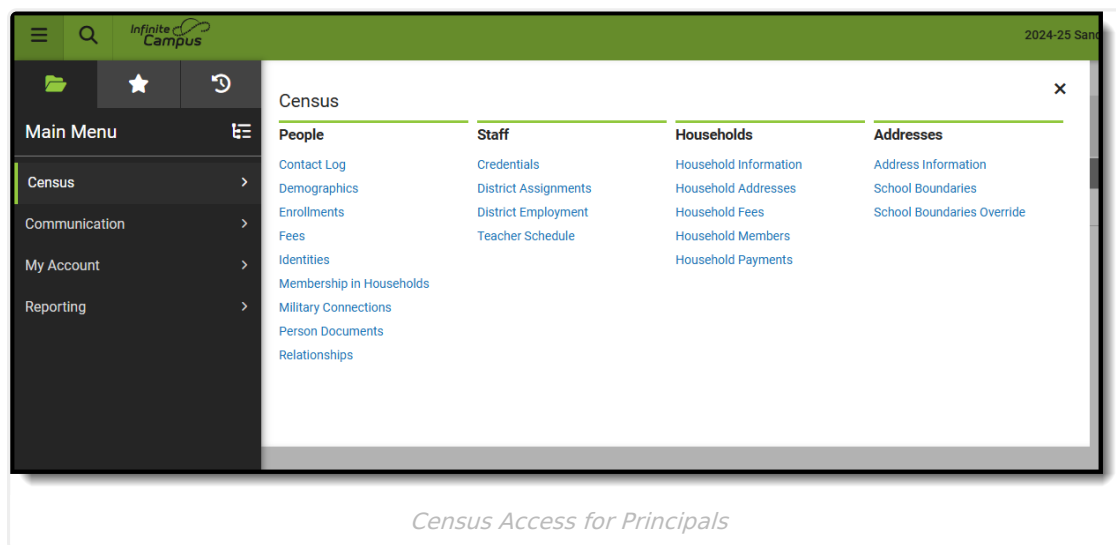 Infinite
Campus
2024-25
Main Menu
Census
Communication
My Account
Reporting
Census
People
Contact Log
Demographics
Enrollments
Fees
Identities
Membership in Households
Military Connections
Person Documents
Relationships
Staff
Credentials
District Assignments
District Employment
Teacher Schedule
Households
Household Information
Household Addresses
Household Fees
Household Members
Household Payments
Addresses
Address Information
School Boundaries
School Boundaries Override
Census Access for Principals